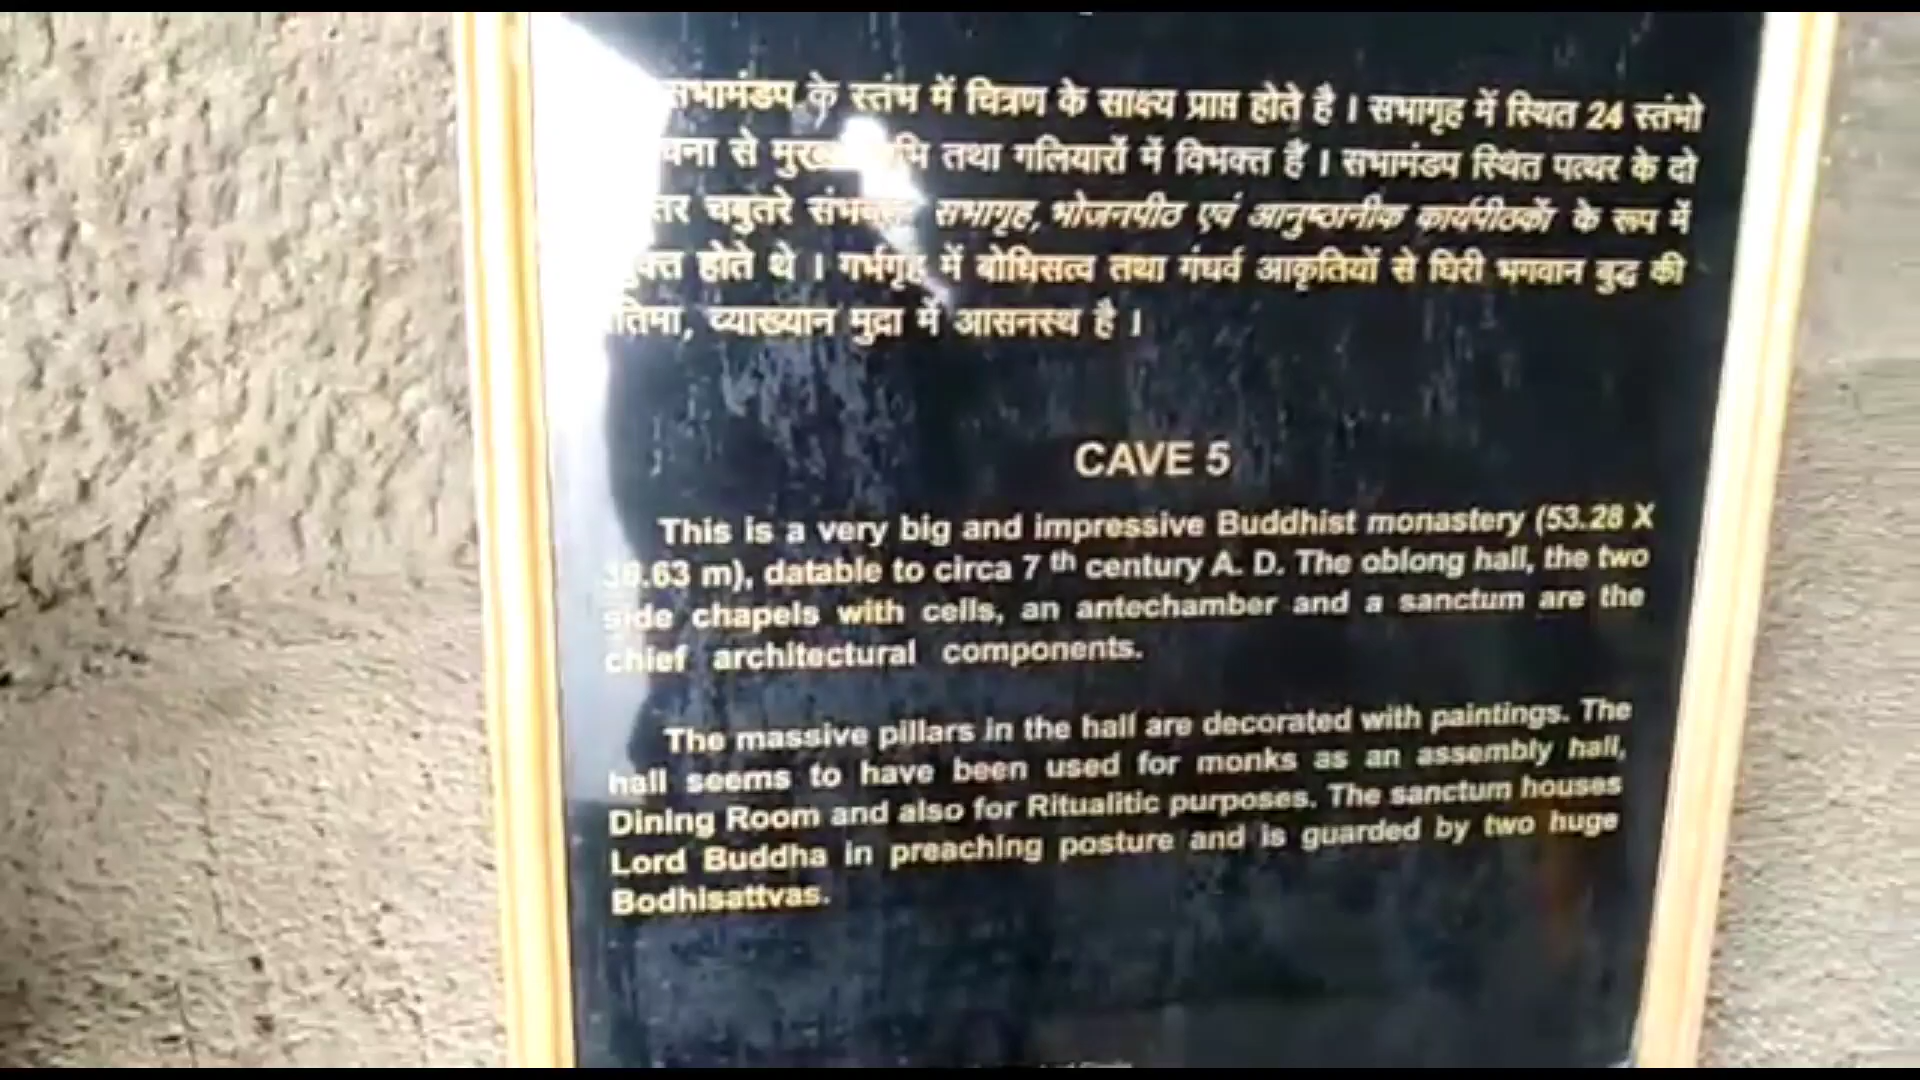 सभामंडप के स्तंभ में चित्रण के साक्ष्य प्राप्त होते है । सभागृह में स्थित 24 स्तंभो
से तथा गलियारों में विभक्त हैं । सभामंडप स्थित पत्थर के दो
चबुतरे सभागृह, भोजनपीठ एवं आनुष्ठानीक कार्यपीठकों के रूप में
होते थे । गर्भगृह में बोधिसत्व तथा गंधर्व आकृतियों से घिरी भगवान बुद्ध की
व्याख्यान मुद्रा में आसनस्थ है ।
CAVE 5
This is a very big and impressive Buddhist monastery (53.28 X
m), datable to circa 7 th century A. D. The oblong hall, the two
side chapels with cells, an antechamber and a sanctum are the
chief architectural components.
The massive pillars in the hall are decorated with paintings. The
hall seems to have been used for monks as an assembly hall,
Dining Room and also for Ritualitic purposes. The sanctum houses
Lord Buddha in preaching posture and is guarded by two huge
Bodhisattvas.